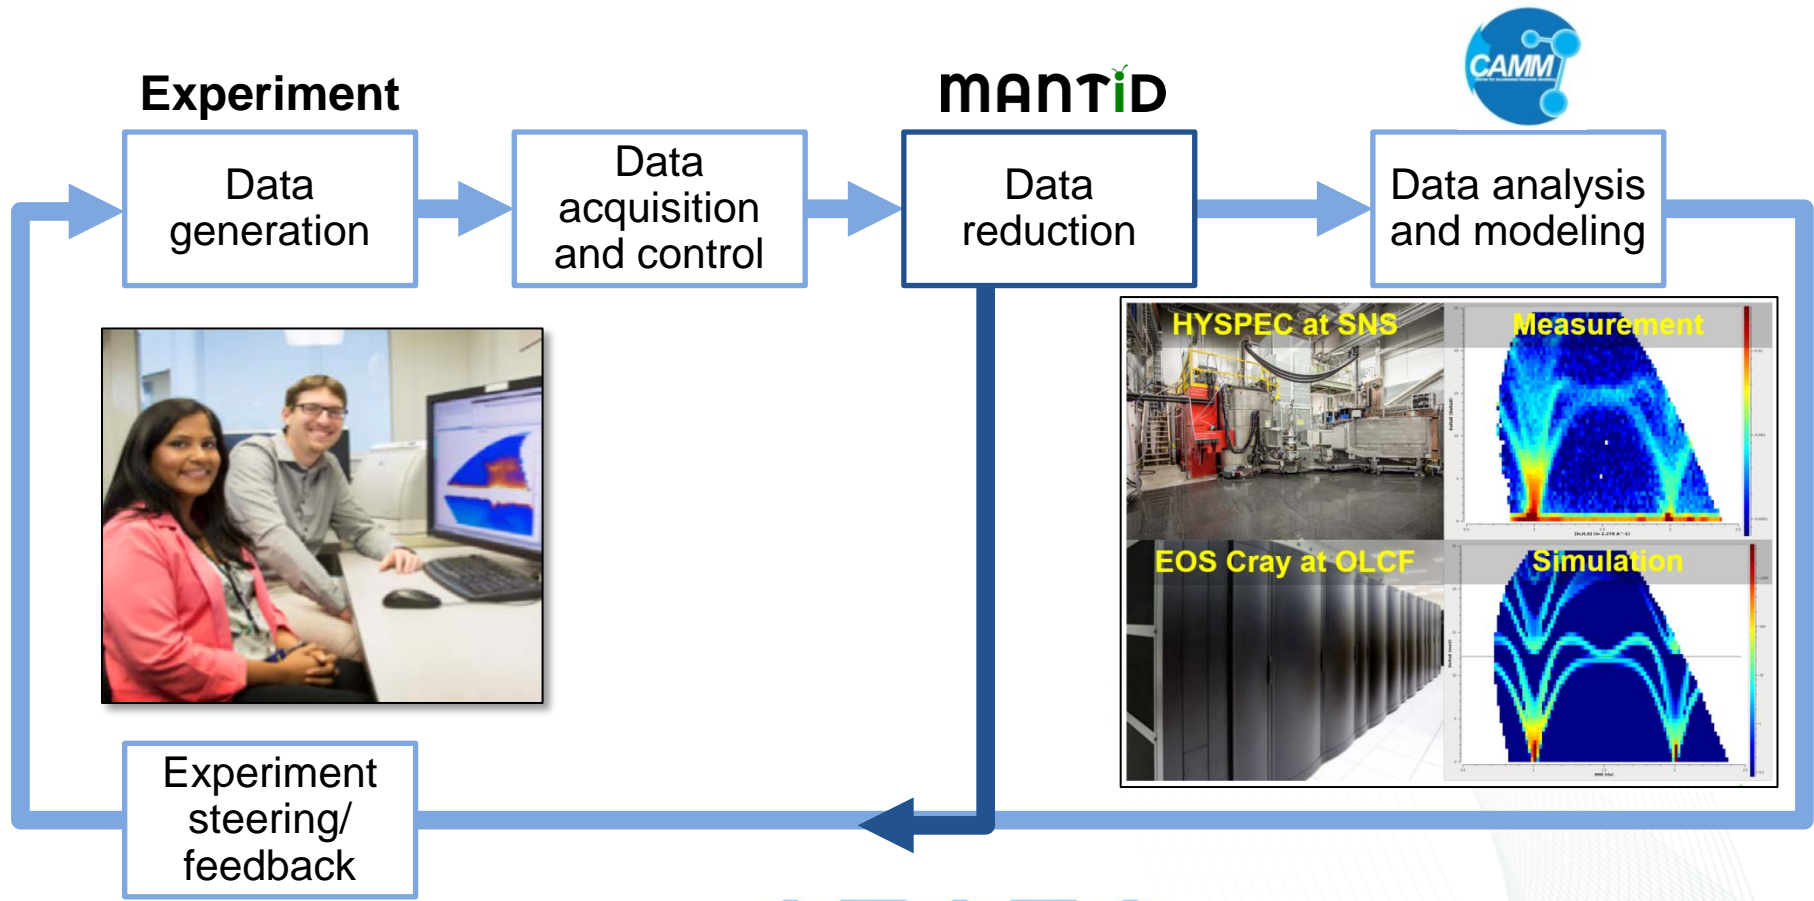 Experiment
MANTiD
CAMM
Data
generation
Data
acquisition
and control
Data
reduction
Data analysis
and modeling
HYSPEC at SNS
Measurement
EOS Cray at OLCF
Simulation
Experiment
steering/
feedback